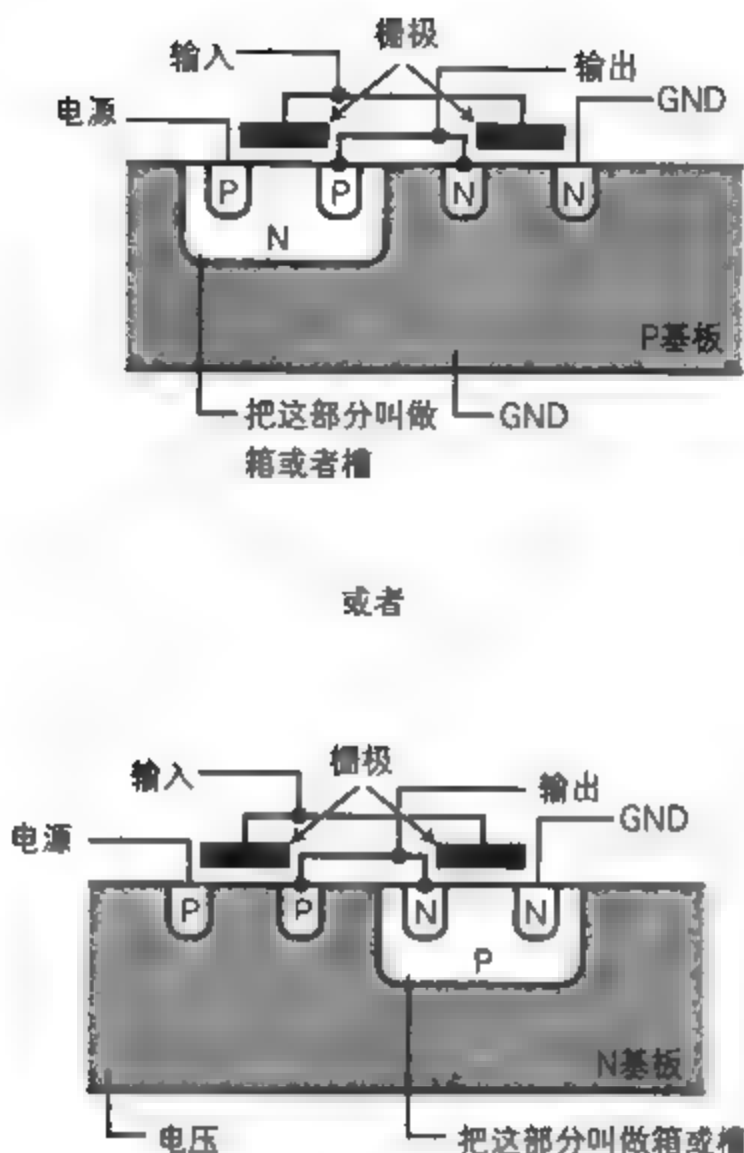 栅极
输入
输出
电源
GND
P
P
N
N
N
P基板
把这部分叫做
箱或者槽
GND
或者
栅极
输入
输出
电源
GND
P
P
N
N
P
N基板
电压
把这部分叫做箱或槽